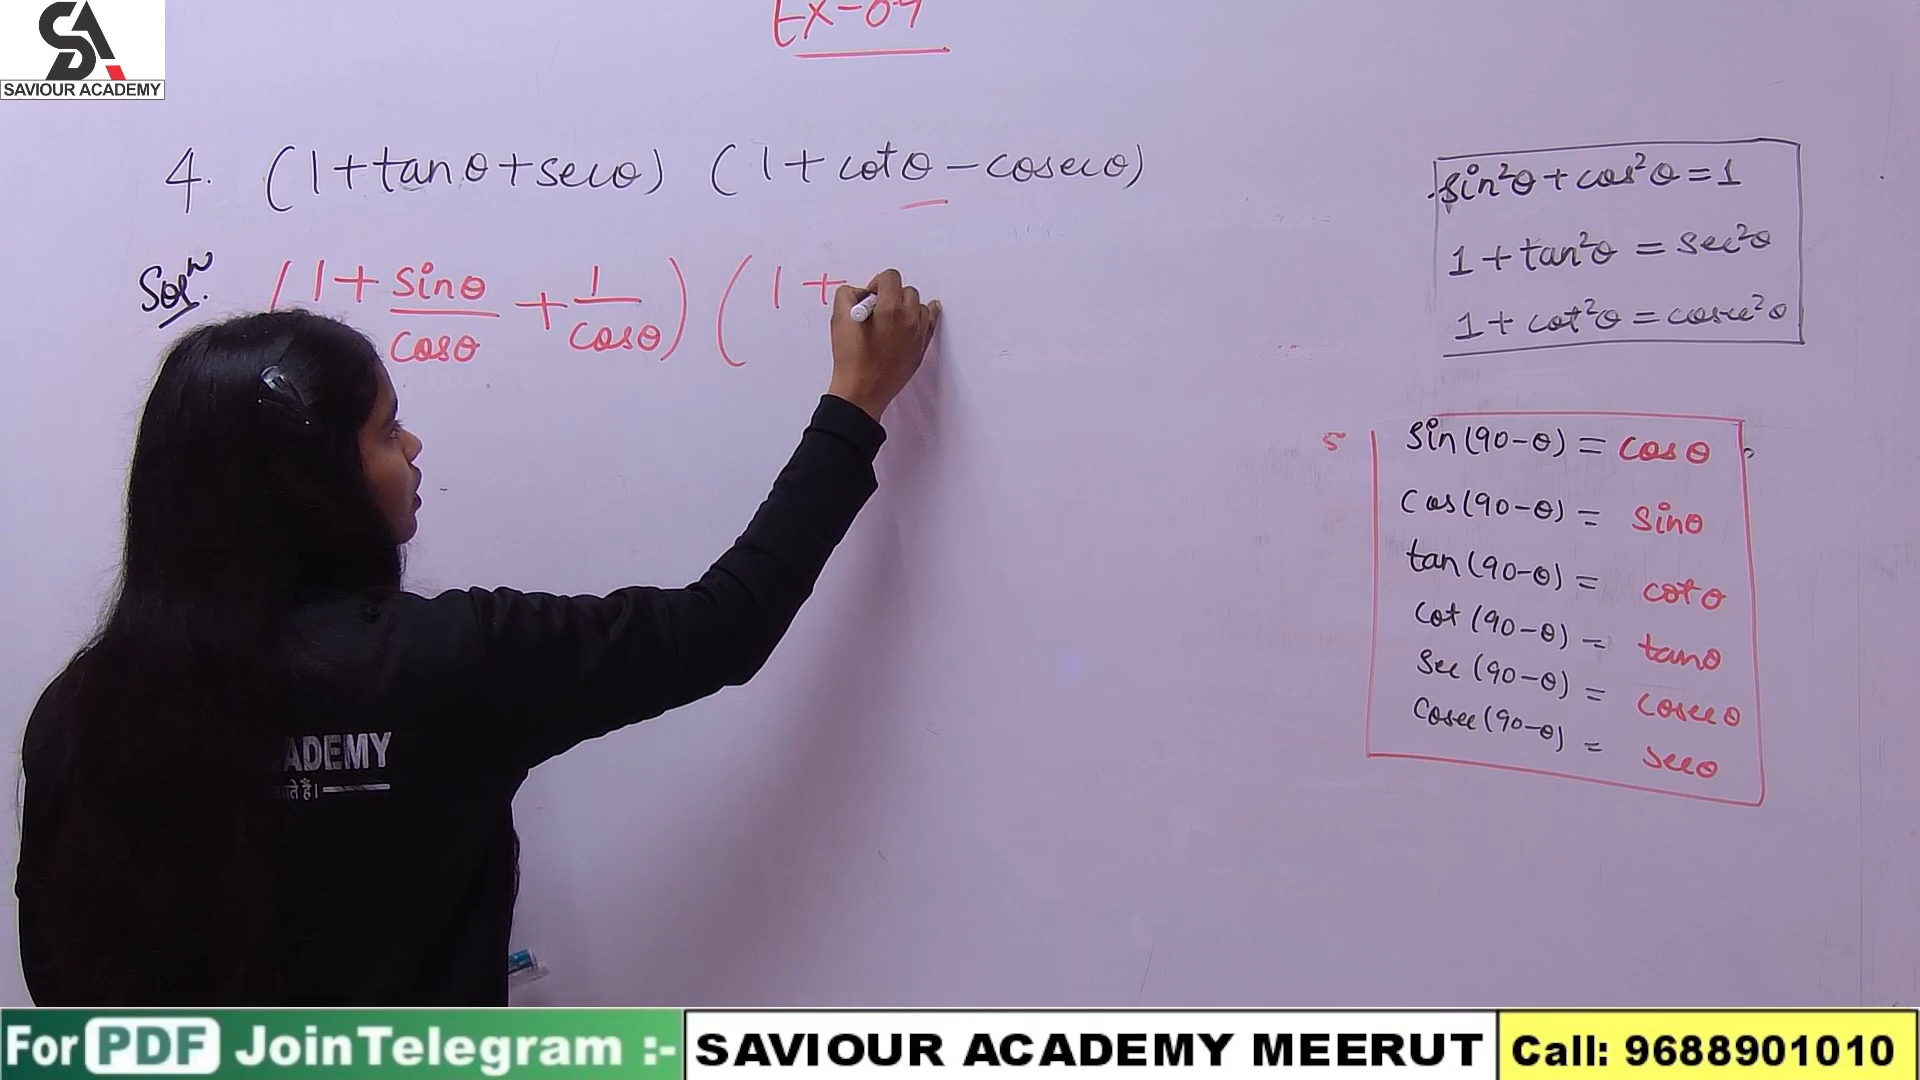 SA
SAVIOUR ACADEMY
Ex-09
4. (1+tanθ+secθ) (1+cotθ-cosecθ)
Solⁿ. (1+sinθ/cosθ+1/cosθ) (1+
sin²θ+cos²θ=1
1+tan²θ=sec²θ
1+cot²θ=cosec²θ
5
sin(90-θ)=cosθ
Cos(90-θ)=sinθ
tan(90-θ)=cotθ
Cot(90-θ)=tanθ
Sec(90-θ)=Cosecθ
Cosec(90-θ)=secθ
ADEMY
For PDF Join Telegram :-
SAVIOUR ACADEMY MEERUT
Call: 9688901010